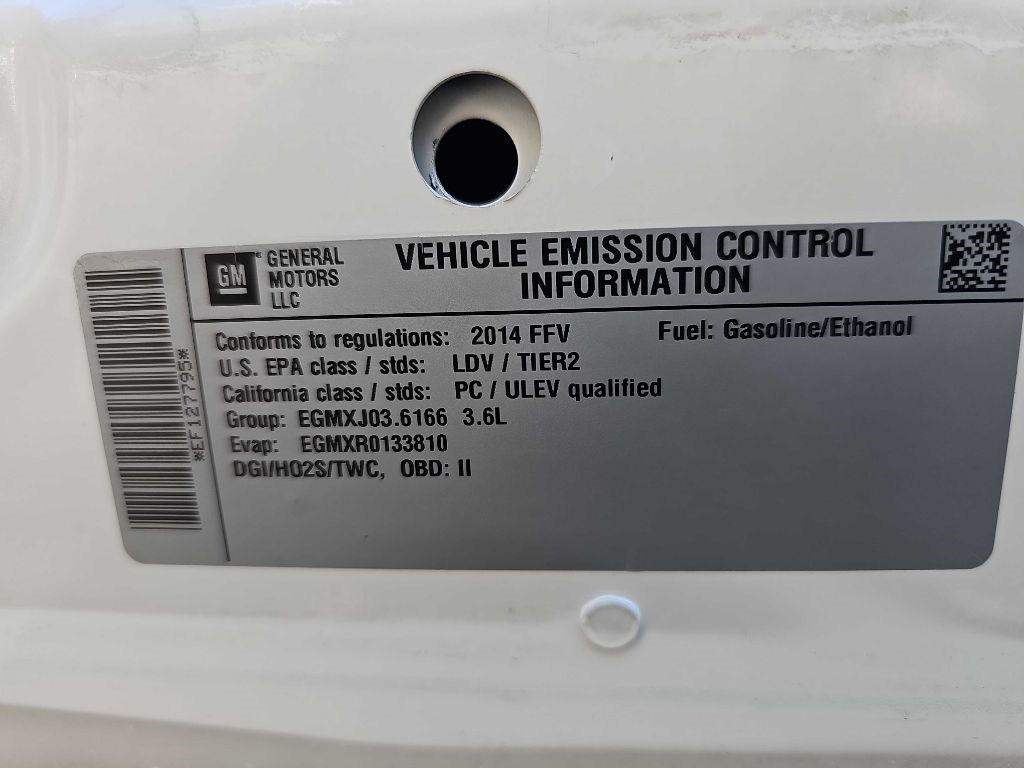 GM
GENERAL
MOTORS
LLC
VEHICLE EMISSION CONTROL
INFORMATION
Conforms to regulations: 2014 FFV Fuel: Gasoline/Ethanol
U.S. EPA class / stds: LDV / TIER2
California class / stds: PC / ULEV qualified
Group: EGMXJ03.6166 3.6L
Evap: EGMXR0133810
DGI/HO2S/TWC, OBD: II
*EF127795*